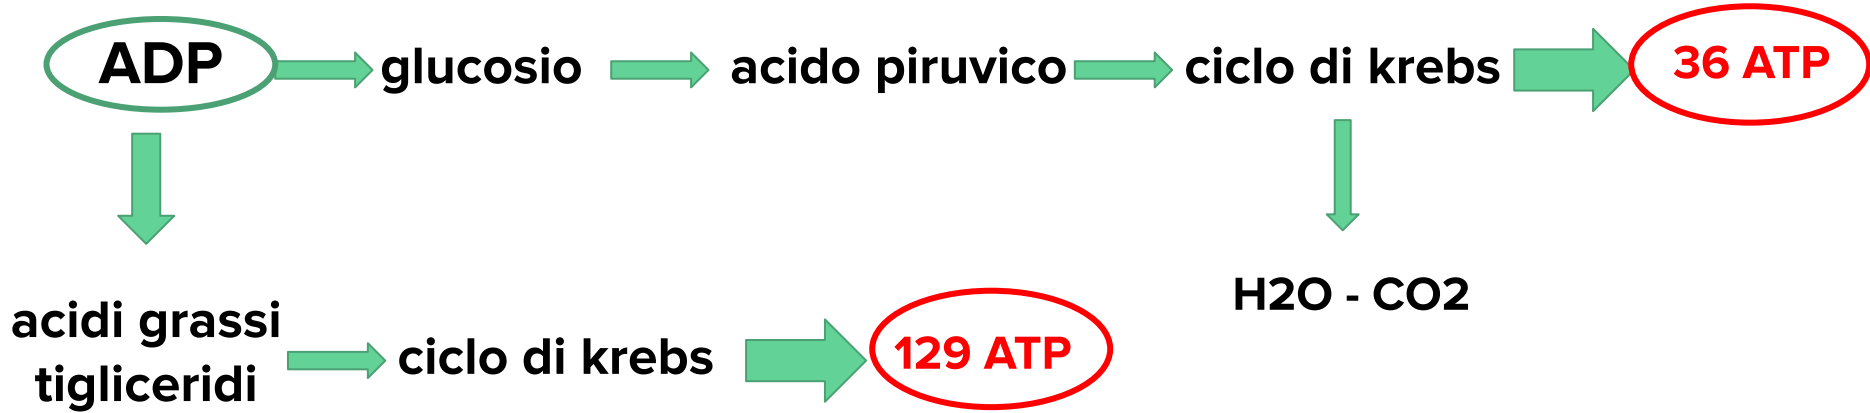 ADP
glucosio
acido piruvico
ciclo di krebs
36 ATP
H2O - CO2
acidi grassi
tigliceridi
ciclo di krebs
129 ATP